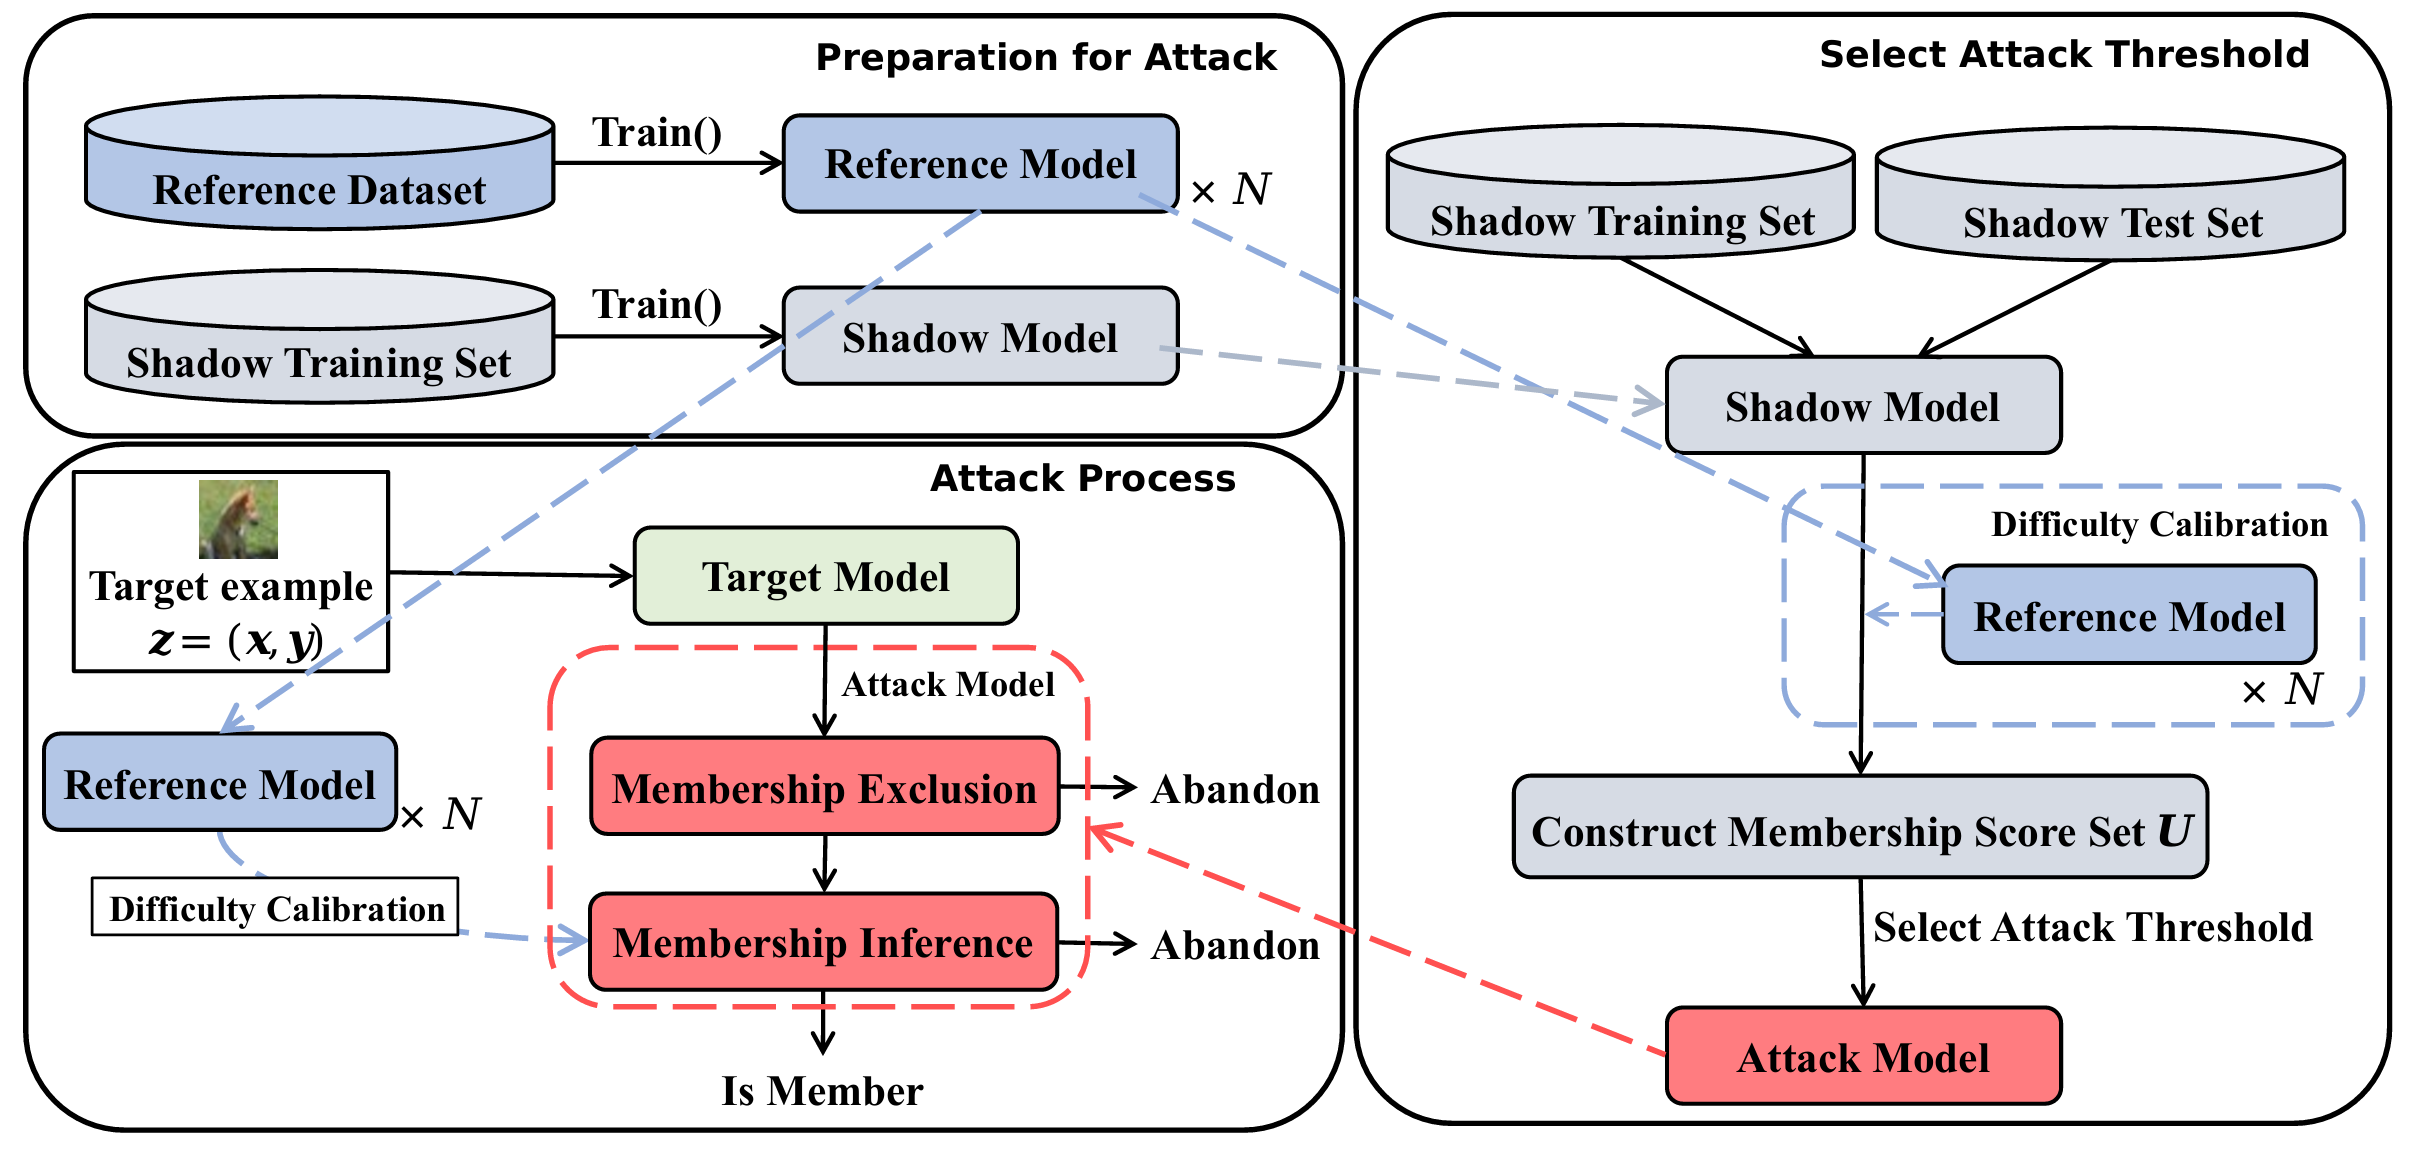 Preparation for Attack
Reference Dataset
Train()
Reference Model
× N
Shadow Training Set
Train()
Shadow Model
Attack Process
Target example
z = (x, y)
Target Model
Attack Model
Reference Model
× N
Membership Exclusion
Abandon
Difficulty Calibration
Membership Inference
Abandon
Is Member
Select Attack Threshold
Shadow Training Set
Shadow Test Set
Shadow Model
Difficulty Calibration
Reference Model
× N
Construct Membership Score Set U
Select Attack Threshold
Attack Model